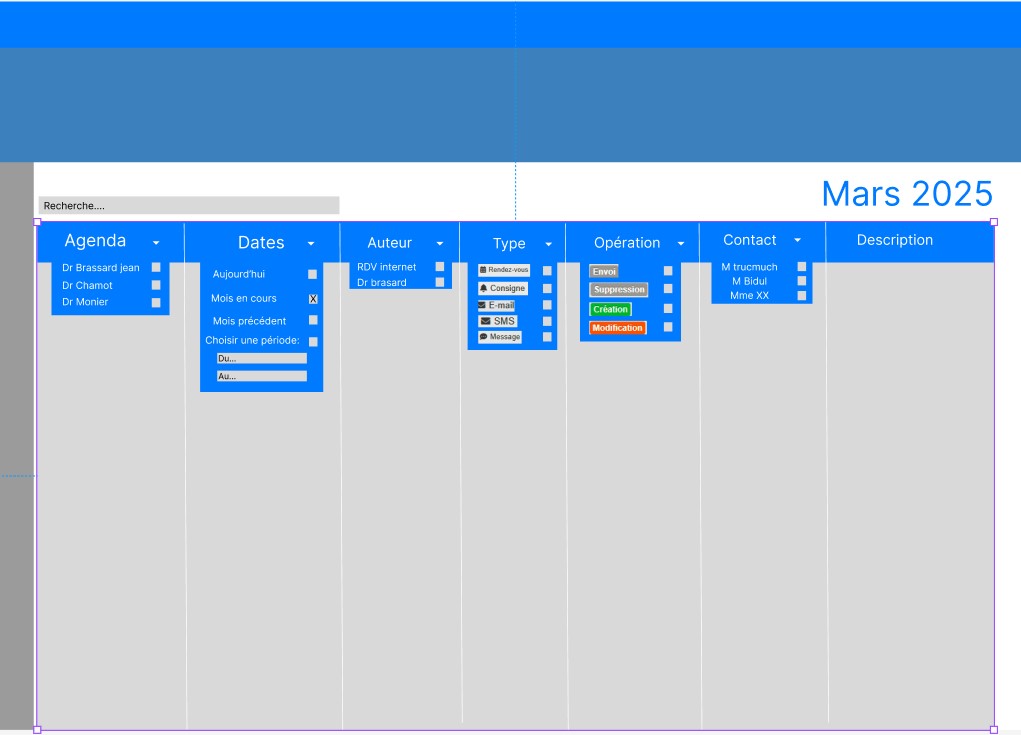 Mars 2025
Recherche....
Agenda
Dates
Auteur
Type
Opération
Contact
Description
Dr Brassard jean
Dr Chamot
Dr Monier
Aujourd'hui
Mois en cours X
Mois précédent
Choisir une période:
Du...
Au...
RDV internet
Dr brasard
Rendez-vous
Consigne
E-mail
SMS
Message
Envoi
Suppression
Création
Modification
M trucmuch
M Bidul
Mme XX